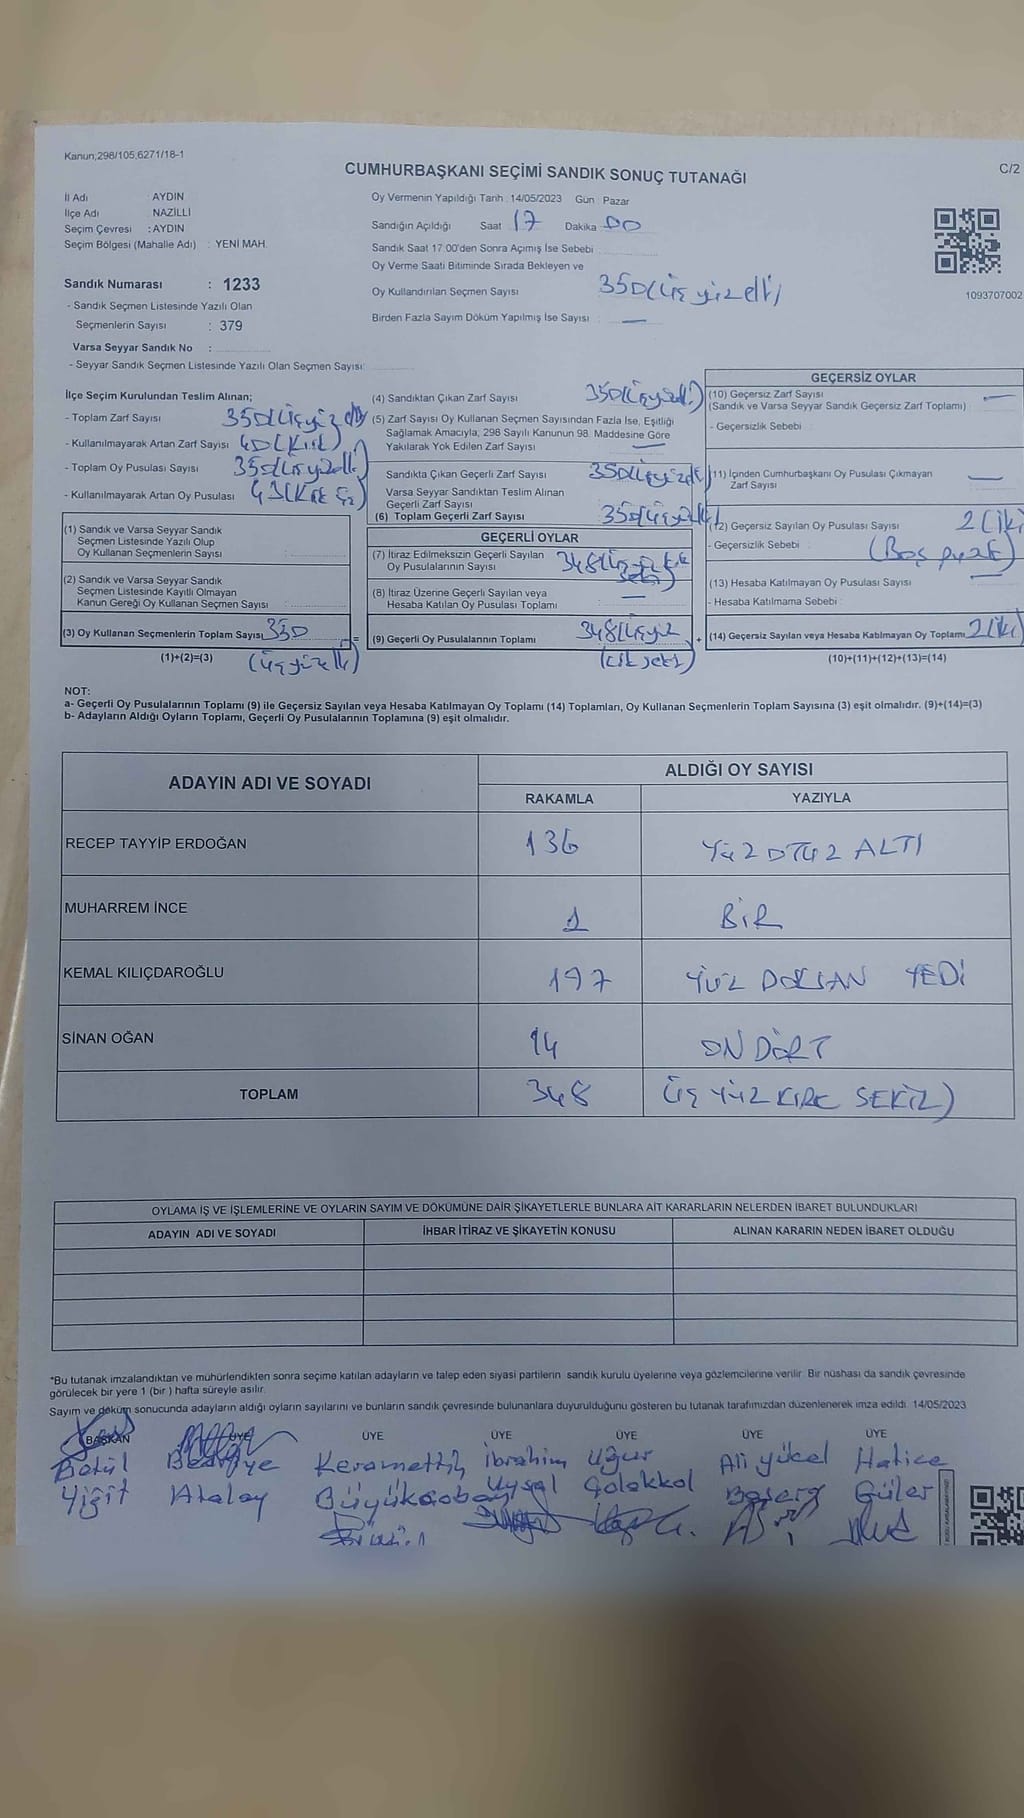 Kanun;298/105;6271/18-1
CUMHURBAŞKANI SEÇİMİ SANDIK SONUÇ TUTANAĞI
C/2
İl Adı : AYDIN
İlçe Adı : NAZİLLİ
Seçim Çevresi : AYDIN
Seçim Bölgesi (Mahalle Adı) : YENİ MAH.
Oy Vermenin Yapıldığı Tarih : 14/05/2023 Gün Pazar
Sandığın Açıldığı Saat 17 Dakika 00
Sandık Saat 17:00'den Sonra Açımış İse Sebebi
Oy Verme Saati Bitiminde Sırada Bekleyen ve
Oy Kullandırılan Seçmen Sayısı 350 (üç yüz elli)
Birden Fazla Sayım Döküm Yapılmış İse Sayısı : —
1093707002
Sandık Numarası : 1233
- Sandık Seçmen Listesinde Yazılı Olan
Seçmenlerin Sayısı : 379
Varsa Seyyar Sandık No :
- Seyyar Sandık Seçmen Listesinde Yazılı Olan Seçmen Sayısı:
İlçe Seçim Kurulundan Teslim Alınan;
- Toplam Zarf Sayısı 350 (üç yüz elli)
- Kullanılmayarak Artan Zarf Sayısı 40 (Kırk)
- Toplam Oy Pusulası Sayısı 350 (üç yüz elli)
- Kullanılmayarak Artan Oy Pusulası 43 (Kırk üç)
(1) Sandık ve Varsa Seyyar Sandık
Seçmen Listesinde Yazılı Olup
Oy Kullanan Seçmenlerin Sayısı :
(2) Sandık ve Varsa Seyyar Sandık
Seçmen Listesinde Kayıtlı Olmayan
Kanun Gereği Oy Kullanan Seçmen Sayısı :
(3) Oy Kullanan Seçmenlerin Toplam Sayısı 350
(1)+(2)=(3) (üç yüz elli)
(4) Sandıktan Çıkan Zarf Sayısı 350 (üç yüz elli)
(5) Zarf Sayısı Oy Kullanan Seçmen Sayısından Fazla İse, Eşitliği
Sağlamak Amacıyla, 298 Sayılı Kanunun 98. Maddesine Göre
Yakılarak Yok Edilen Zarf Sayısı —
Sandıkta Çıkan Geçerli Zarf Sayısı 350 (üç yüz elli)
Varsa Seyyar Sandıktan Teslim Alınan
Geçerli Zarf Sayısı
(6) Toplam Geçerli Zarf Sayısı 350 (üç yüz elli)
GEÇERLİ OYLAR
(7) İtiraz Edilmeksizin Geçerli Sayılan
Oy Pusulalarının Sayısı 348 (üç yüz kırk sekiz)
(8) İtiraz Üzerine Geçerli Sayılan veya
Hesaba Katılan Oy Pusulası Toplamı : —
= (9) Geçerli Oy Pusulalarının Toplamı 348 (üç yüz
kırk sekiz)
GEÇERSİZ OYLAR
(10) Geçersiz Zarf Sayısı —
(Sandık ve Varsa Seyyar Sandık Geçersiz Zarf Toplamı)
- Geçersizlik Sebebi
(11) İçinden Cumhurbaşkanı Oy Pusulası Çıkmayan
Zarf Sayısı —
(12) Geçersiz Sayılan Oy Pusulası Sayısı 2 (iki)
- Geçersizlik Sebebi (Boş
(13) Hesaba Katılmayan Oy Pusulası Sayısı —
- Hesaba Katılmama Sebebi
+ (14) Geçersiz Sayılan veya Hesaba Katılmayan Oy Toplamı 2 (iki)
(10)+(11)+(12)+(13)=(14)
NOT:
a- Geçerli Oy Pusulalarının Toplamı (9) ile Geçersiz Sayılan veya Hesaba Katılmayan Oy Toplamı (14) Toplamları, Oy Kullanan Seçmenlerin Toplam Sayısına (3) eşit olmalıdır. (9)+(14)=(3)
b- Adayların Aldığı Oyların Toplamı, Geçerli Oy Pusulalarının Toplamına (9) eşit olmalıdır.
ADAYIN ADI VE SOYADI ALDIĞI OY SAYISI
RAKAMLA YAZIYLA
RECEP TAYYİP ERDOĞAN 136 YÜZ OTUZ ALTI
MUHARREM İNCE 1 BİR
KEMAL KILIÇDAROĞLU 197 YÜZ DOKSAN YEDİ
SİNAN OĞAN 14 ON DÖRT
TOPLAM 348 (ÜÇ YÜZ KIRK SEKİZ)
OYLAMA İŞ VE İŞLEMLERİNE VE OYLARIN SAYIM VE DÖKÜMÜNE DAİR ŞİKAYETLERLE BUNLARA AİT KARARLARIN NELERDEN İBARET BULUNDUKLARI
ADAYIN ADI VE SOYADI İHBAR İTİRAZ VE ŞİKAYETİN KONUSU ALINAN KARARIN NEDEN İBARET OLDUĞU
*Bu tutanak imzalandıktan ve mühürlendikten sonra seçime katılan adayların ve talep eden siyasi partilerin sandık kurulu üyelerine veya gözlemcilerine verilir. Bir nüshası da sandık çevresinde
görülecek bir yere 1 (bir) hafta süreyle asılır.
Sayım ve döküm sonucunda adayların aldığı oyların sayılarını ve bunların sandık çevresinde bulunanlara duyurulduğunu gösteren bu tutanak tarafımızdan düzenlenerek imza edildi. 14/05/2023
BAŞKAN ÜYE ÜYE ÜYE ÜYE ÜYE ÜYE
Betül Bedriye Keramettin İbrahim Uğur Ali yücel Hatice
Yiğit Atalay Uysal Gölakkol Güler